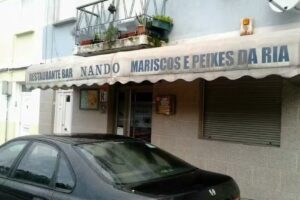 RESTAURANTE BAR NANDO MARISCOS E PEIXES DA RIA